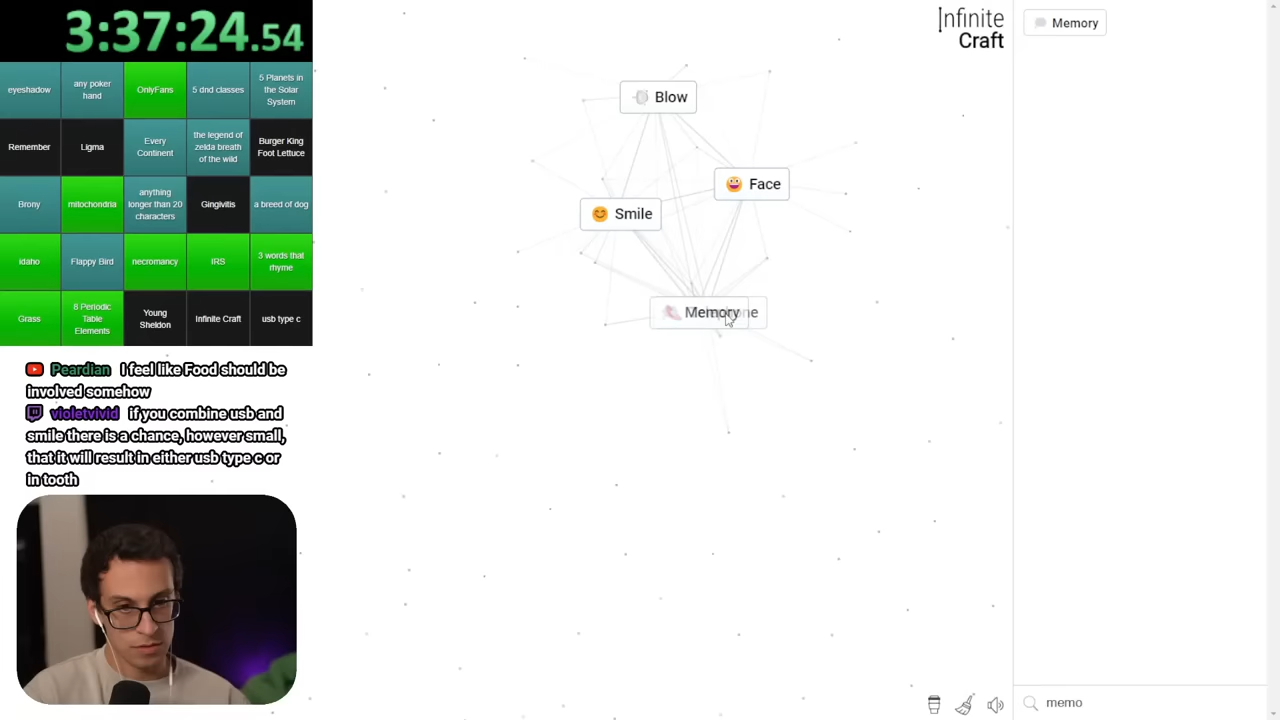 3:37:24.54
eyeshadow
any poker
hand
OnlyFans
5 dnd classes
5 Planets in
the Solar
System
Remember
Ligma
Every
Continent
the legend of
zelda breath
of the wild
Burger King
Foot Lettuce
Brony
mitochondria
anything
longer than 20
characters
Gingivitis
a breed of dog
idaho
Flappy Bird
necromancy
IRS
3 words that
rhyme
Grass
8 Periodic
Table
Elements
Young
Sheldon
Infinite Craft
usb type c
Peardian I feel like Food should be
involved somehow
violetvivid if you combine usb and
smile there is a chance, however small,
that it will result in either usb type c or
in tooth
Infinite
Craft
Blow
Face
Smile
Memory
Memory
memo